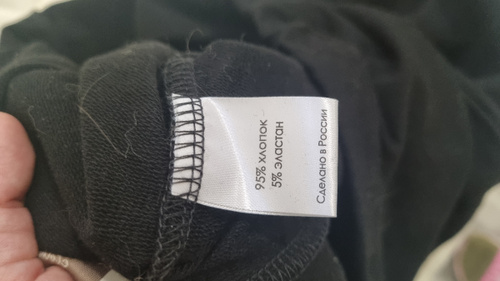 95% ХЛОПОК
5% ЭЛАСТАН
Сделано в России